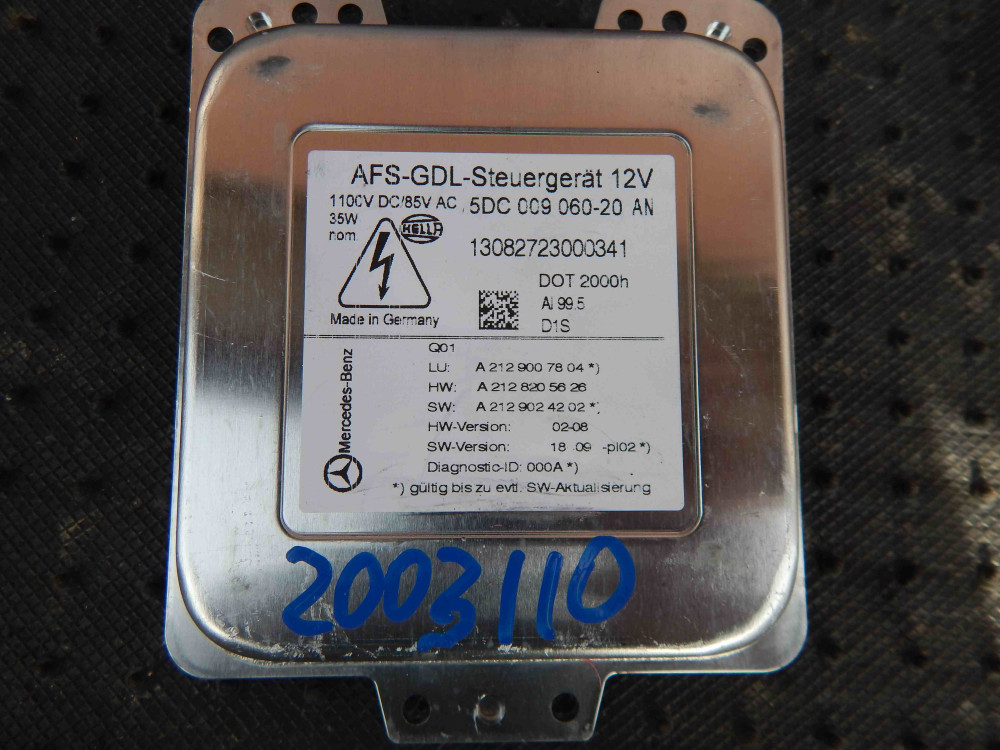 AFS-GDL-Steuergerät 12V
1100V DC/85V AC 5DC 009 060-20 AN
35W
nom.
HELLA
13082723000341
DOT 2000h
Al 99.5
D1S
Made in Germany
Mercedes-Benz
Q01
LU: A 212 900 78 04 *)
HW: A 212 820 56 26
SW: A 212 902 42 02 *)
HW-Version: 02-08
SW-Version: 18 09 -pl02 *)
Diagnostic-ID: 000A *)
*) gültig bis zu evtl. SW-Aktualisierung
2003110